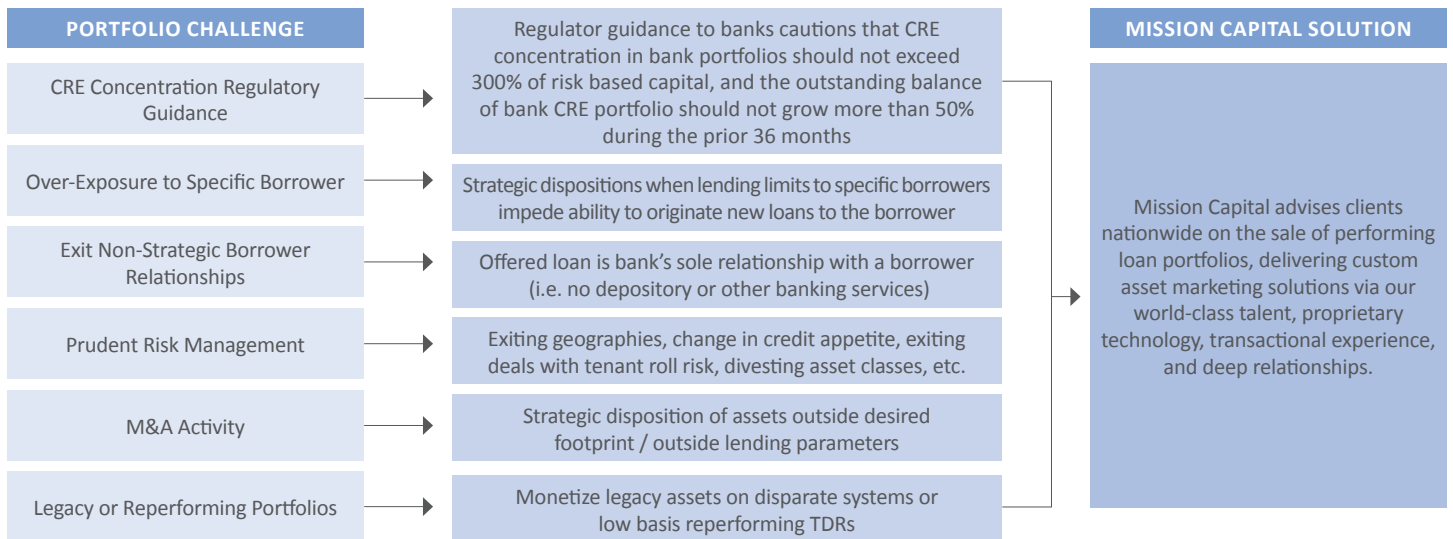 PORTFOLIO CHALLENGE
CRE Concentration Regulatory
Guidance
Over-Exposure to Specific Borrower
Exit Non-Strategic Borrower
Relationships
Prudent Risk Management
M&A Activity
Legacy or Reperforming Portfolios
Regulator guidance to banks cautions that CRE
concentration in bank portfolios should not exceed
300% of risk based capital, and the outstanding balance
of bank CRE portfolio should not grow more than 50%
during the prior 36 months
Strategic dispositions when lending limits to specific borrowers
impede ability to originate new loans to the borrower
Offered loan is bank's sole relationship with a borrower
(i.e. no depository or other banking services)
Exiting geographies, change in credit appetite, exiting
deals with tenant roll risk, divesting asset classes, etc.
Strategic disposition of assets outside desired
footprint / outside lending parameters
Monetize legacy assets on disparate systems or
low basis reperforming TDRs
MISSION CAPITAL SOLUTION
Mission Capital advises clients
nationwide on the sale of performing
loan portfolios, delivering custom
asset marketing solutions via our
world-class talent, proprietary
technology, transactional experience,
and deep relationships.